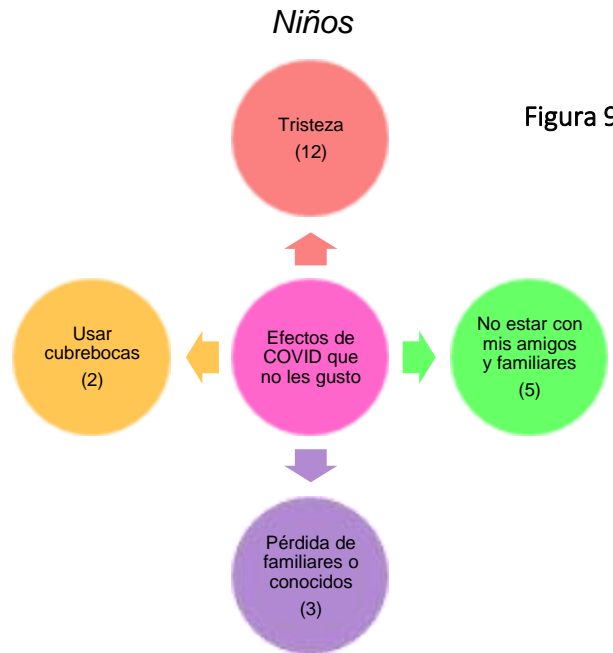 Niños
Tristeza
(12)
Figura 9
Usar
cubrebocas
(2)
Efectos de
COVID que
no les gusto
No estar con
mis amigos
y familiares
(5)
Pérdida de
familiares o
conocidos
(3)